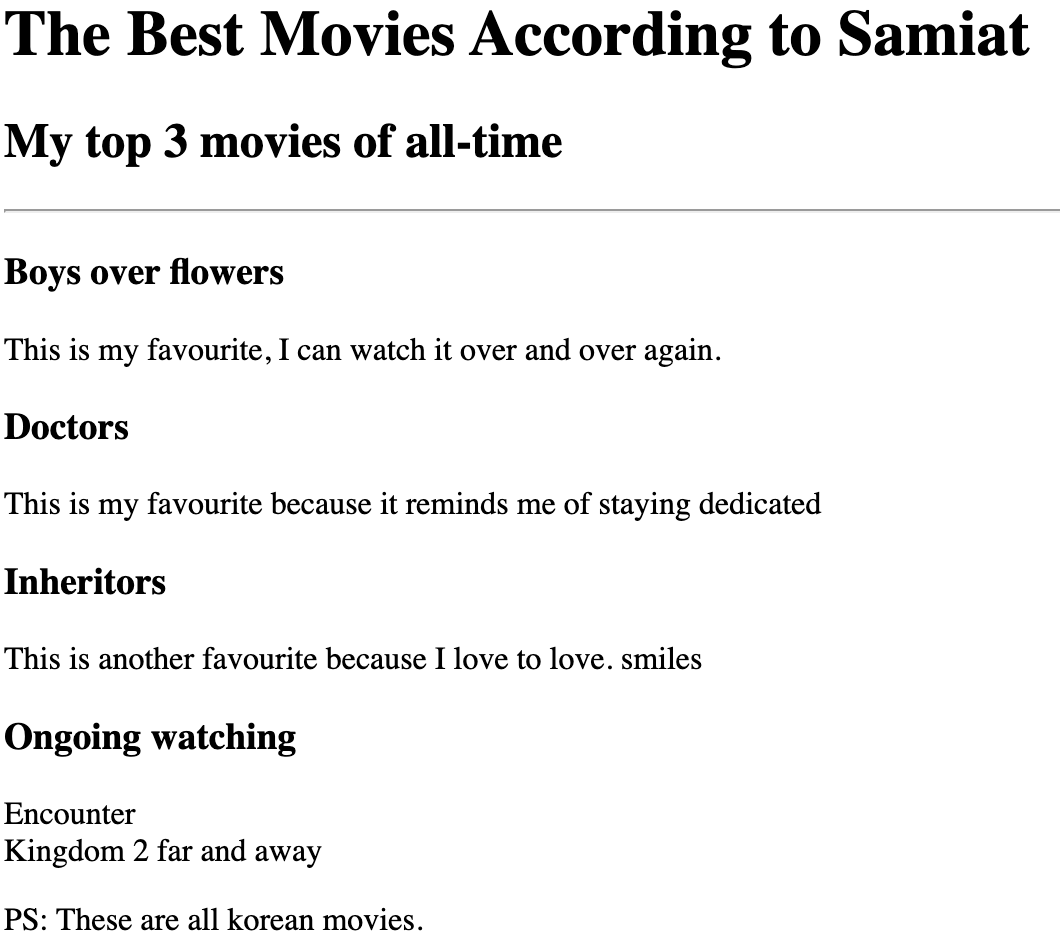 The Best Movies According to Samiat
My top 3 movies of all-time
Boys over flowers
This is my favourite, I can watch it over and over again.
Doctors
This is my favourite because it reminds me of staying dedicated
Inheritors
This is another favourite because I love to love. smiles
Ongoing watching
Encounter
Kingdom 2 far and away
PS: These are all korean movies.